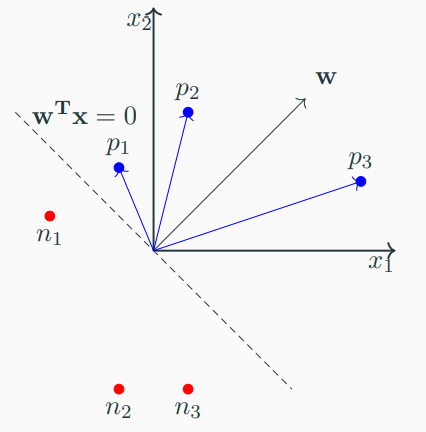 x₂
w
wᵀx = 0
p₂
p₁
p₃
n₁
x₁
n₂
n₃